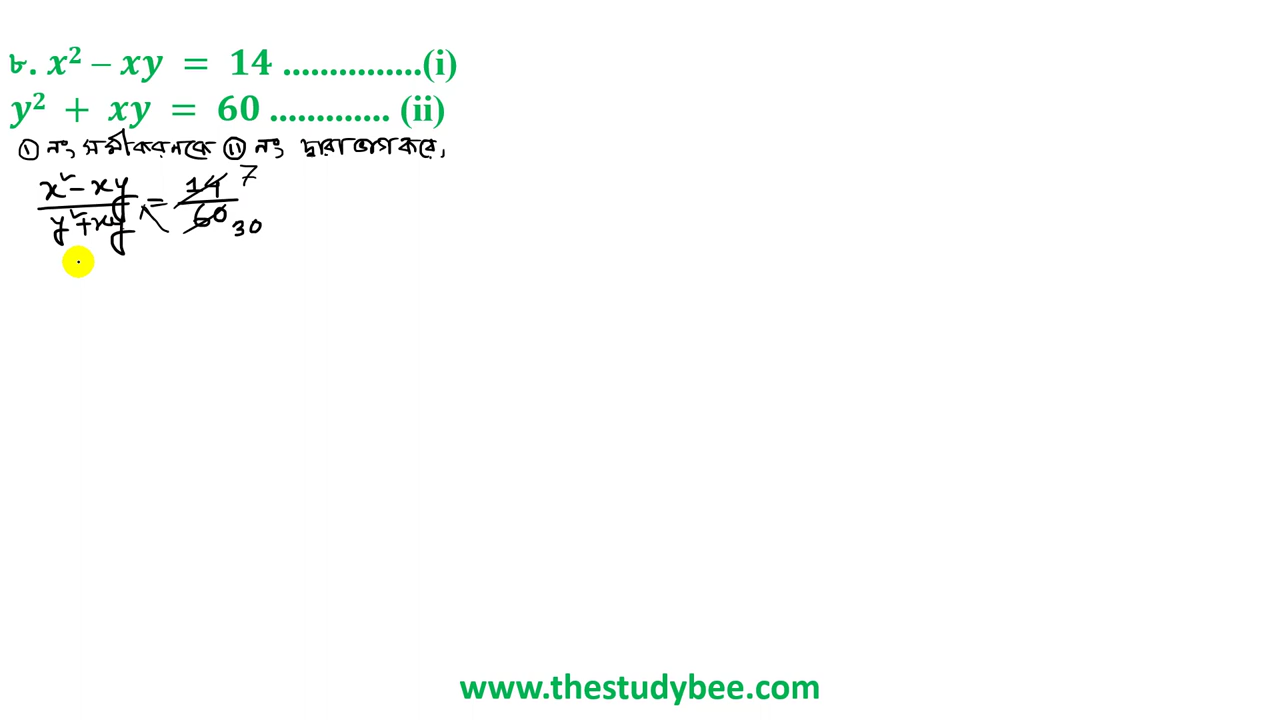 ৮. x² – xy = 14 ...............(i)
y² + xy = 60 ............. (ii)
(i) নং সমীকরনকে (ii) নং দ্বারা ভাগ করে,
x² - xy / y² + xy = 14 / 60 7 / 30
www.thestudybee.com